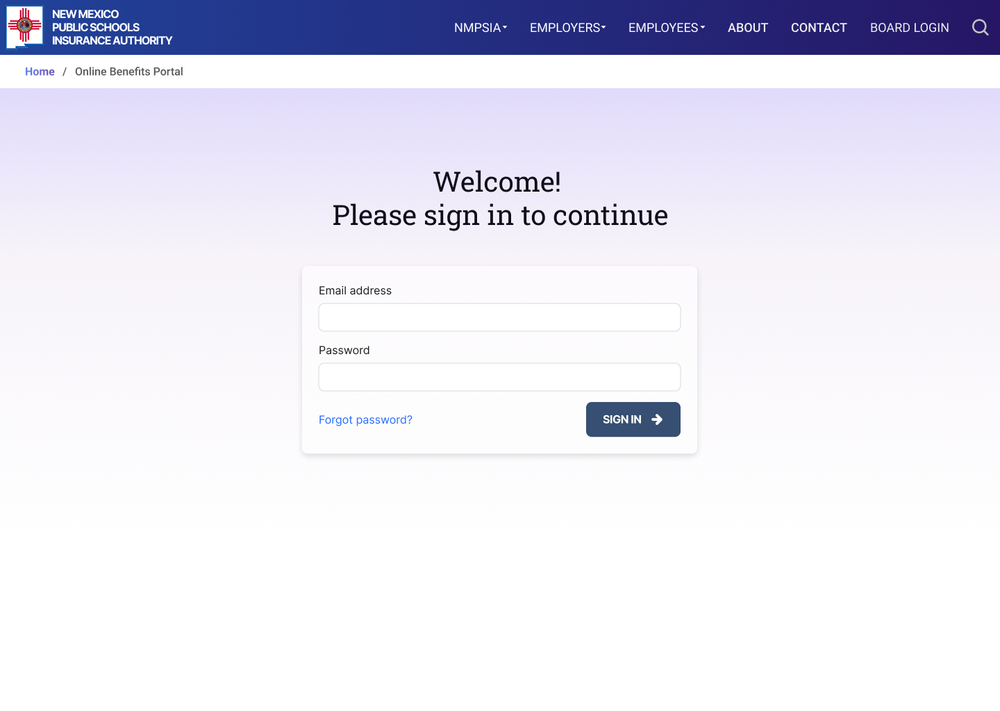 NEW MEXICO
PUBLIC SCHOOLS
INSURANCE AUTHORITY
NMPSIA
EMPLOYERS
EMPLOYEES
ABOUT
CONTACT
BOARD LOGIN
Home / Online Benefits Portal
Welcome!
Please sign in to continue
Email address
Password
Forgot password?
SIGN IN